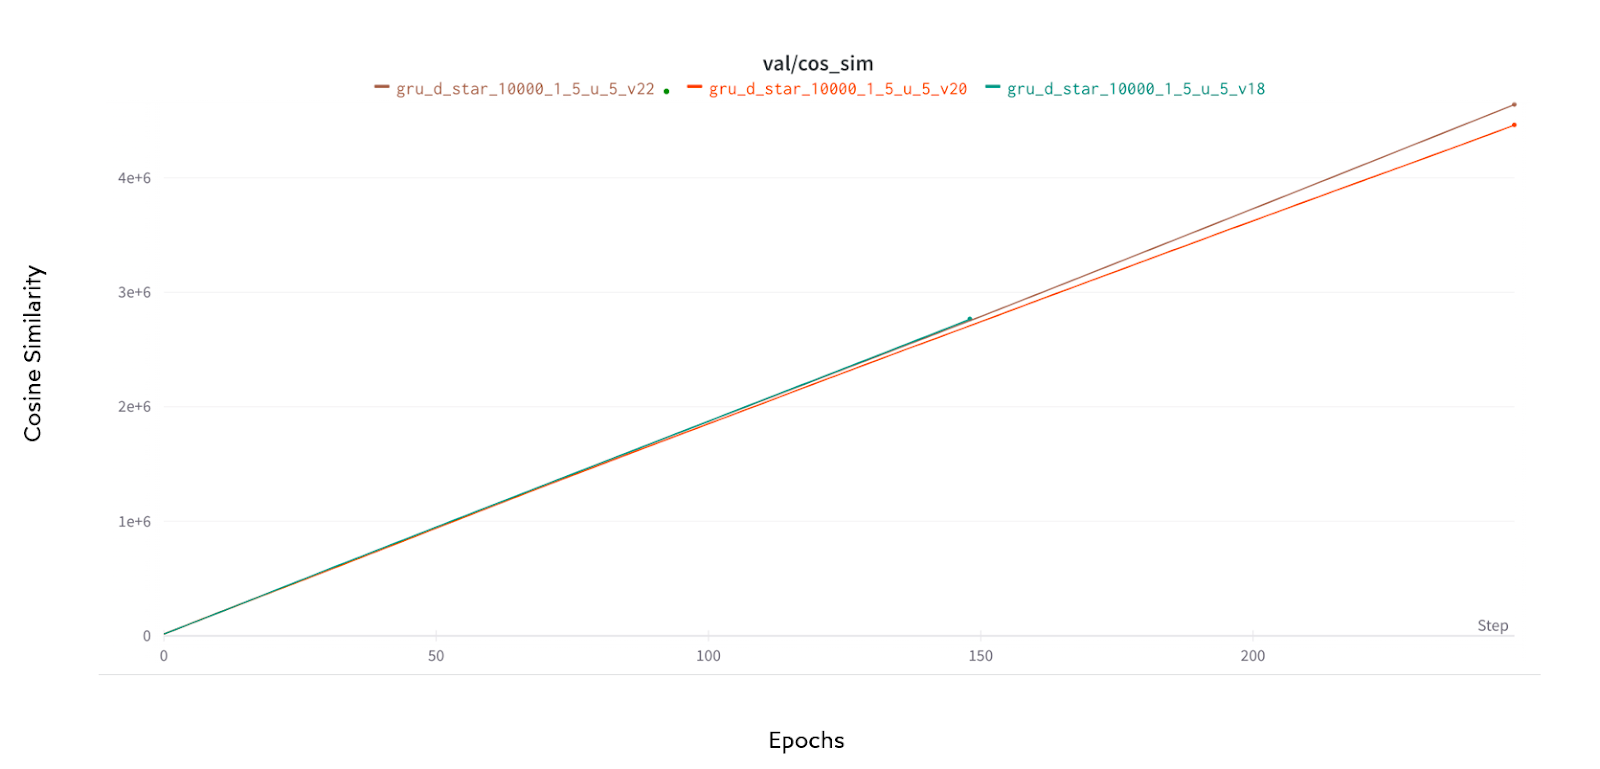 val/cos_sim
gru_d_star_10000_1_5_u_5_v22 gru_d_star_10000_1_5_u_5_v20 gru_d_star_10000_1_5_u_5_v18
4e+6
3e+6
2e+6
1e+6
0
Cosine Similarity
Step
0 50 100 150 200
Epochs